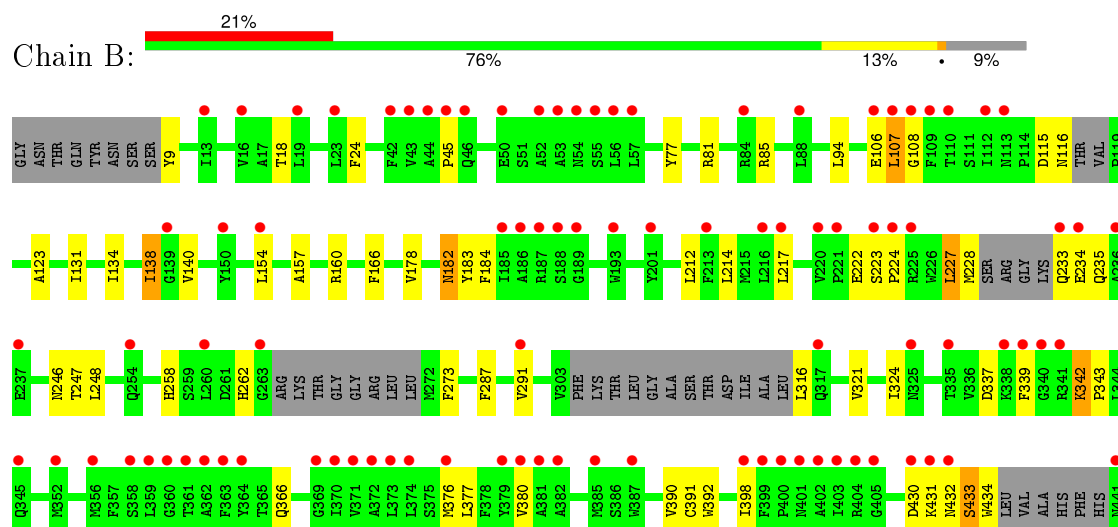 21%
Chain B:
76% 13% • 9%
GLY ASN THR GLN TYR ASN SER SER Y9 I13 V16 A17 T18 L19 L23 F24 F42 V43 A44 P45 Q46 E50 S51 A52 A53 N54 S55 L56 L57 Y77 R81 R84 R85 L88 L94 E106 L107 G108 F109 T110 S111 I112 N113 P114 D115 N116 THR VAL
A123 I131 I134 I138 G139 V140 Y150 L154 A157 R160 F166 V178 N182 Y183 F184 I185 A186 R187 S188 G189 W193 Y201 L212 F213 L214 M215 L216 L217 V220 P221 E222 S223 P224 R225 W226 L227 M228 SER ARG GLY LYS Q233 E234 Q235 A236
E237 N246 T247 L248 Q254 H258 S259 L260 D261 H262 G263 ARG LYS THR GLY GLY ARG LEU LEU M272 F273 F287 V291 V303 PHE LYS THR LEU GLY ALA SER THR ASP ILE ALA LEU L316 Q317 V321 I324 N325 T335 V336 D337 K338 F339 G340 R341 K342 P343 L344
Q345 M352 M356 F357 S358 L359 G360 T361 A362 F363 Y364 T365 Q366 G369 I370 V371 A372 L373 L374 S375 M376 L377 F378 Y379 V380 A381 A382 M385 S386 W387 V390 C391 W392 I398 F399 P400 N401 A402 I403 R404 G405 D430 K431 N432 S433 W434 LEU VAL ALA HIS PHE HIS